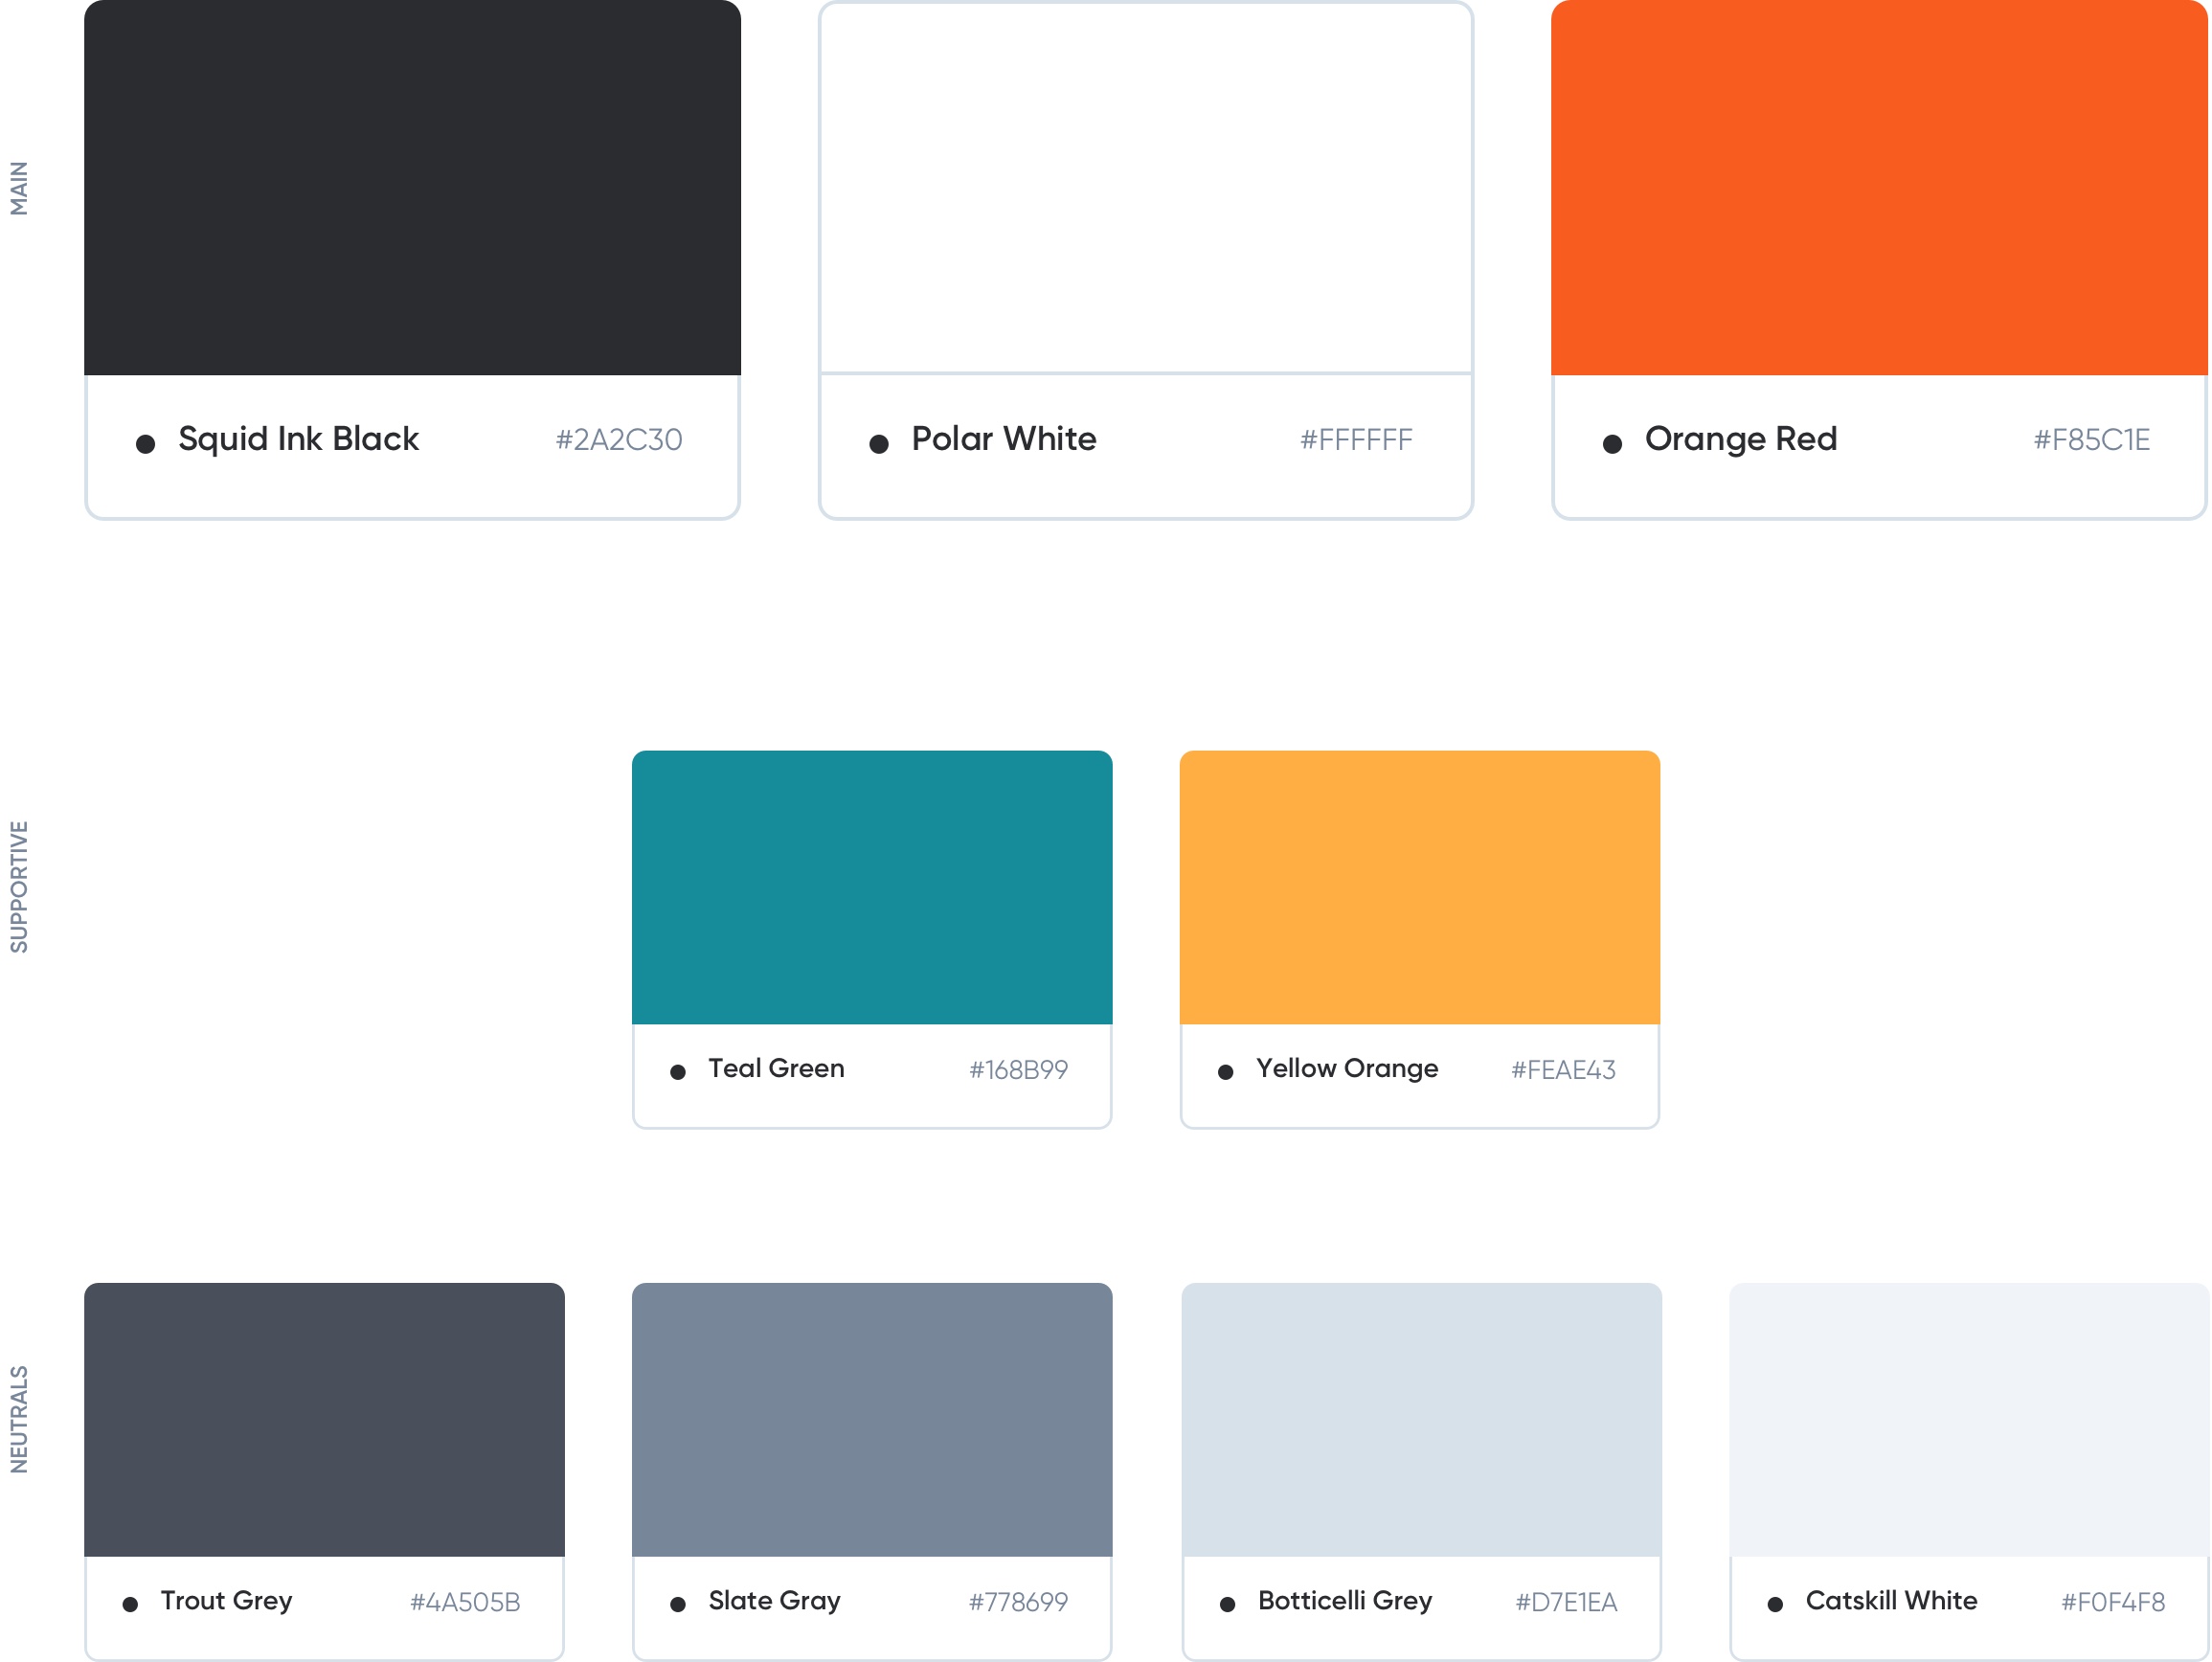 MAIN
Squid Ink Black #2A2C30
Polar White #FFFFFF
Orange Red #F85C1E
SUPPORTIVE
Teal Green #168B99
Yellow Orange #FEAE43
NEUTRALS
Trout Grey #4A505B
Slate Gray #778699
Botticelli Grey #D7E1EA
Catskill White #F0F4F8